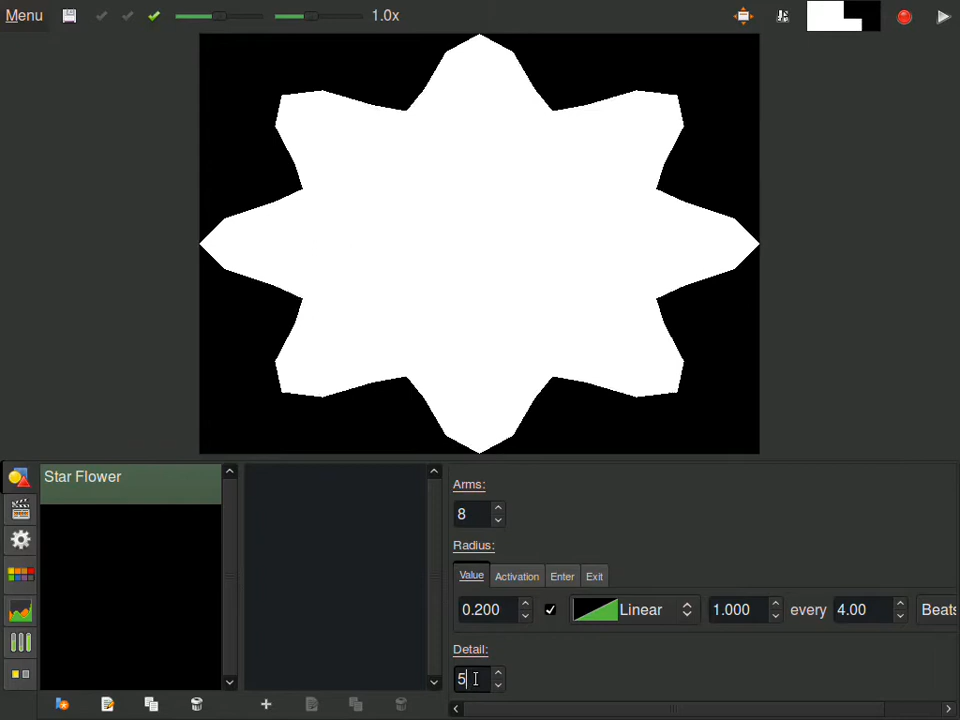 Menu 1.0x
Star Flower
Arms:
8
Radius:
Value Activation Enter Exit
0.200 Linear 1.000 every 4.00 Beats
Detail:
5